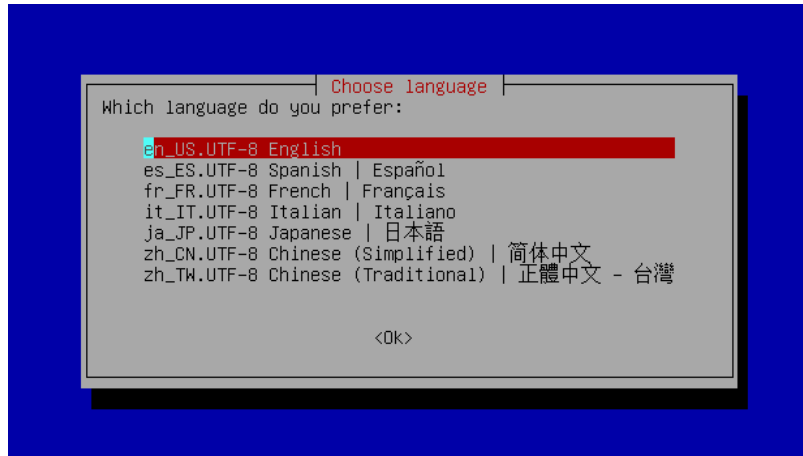 Choose language
Which language do you prefer:
en_US.UTF-8 English
es_ES.UTF-8 Spanish | Español
fr_FR.UTF-8 French | Français
it_IT.UTF-8 Italian | Italiano
ja_JP.UTF-8 Japanese | 日本語
zh_CN.UTF-8 Chinese (Simplified) | 简体中文
zh_TW.UTF-8 Chinese (Traditional) | 正體中文 - 台灣
<Ok>